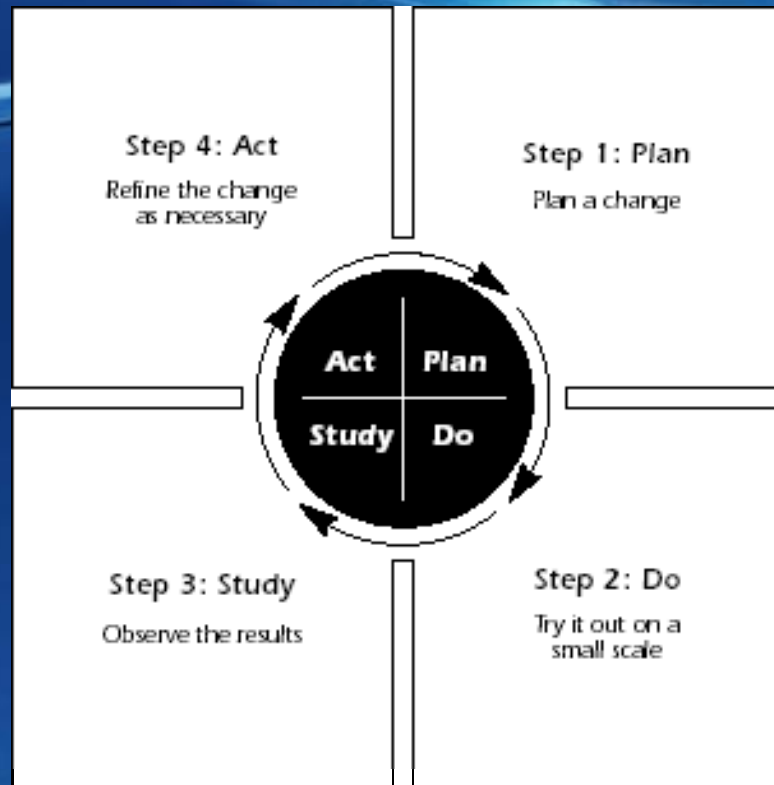 Step 4: Act
Refine the change
as necessary
Step 1: Plan
Plan a change
Act
Plan
Study
Do
Step 3: Study
Observe the results
Step 2: Do
Try it out on a
small scale